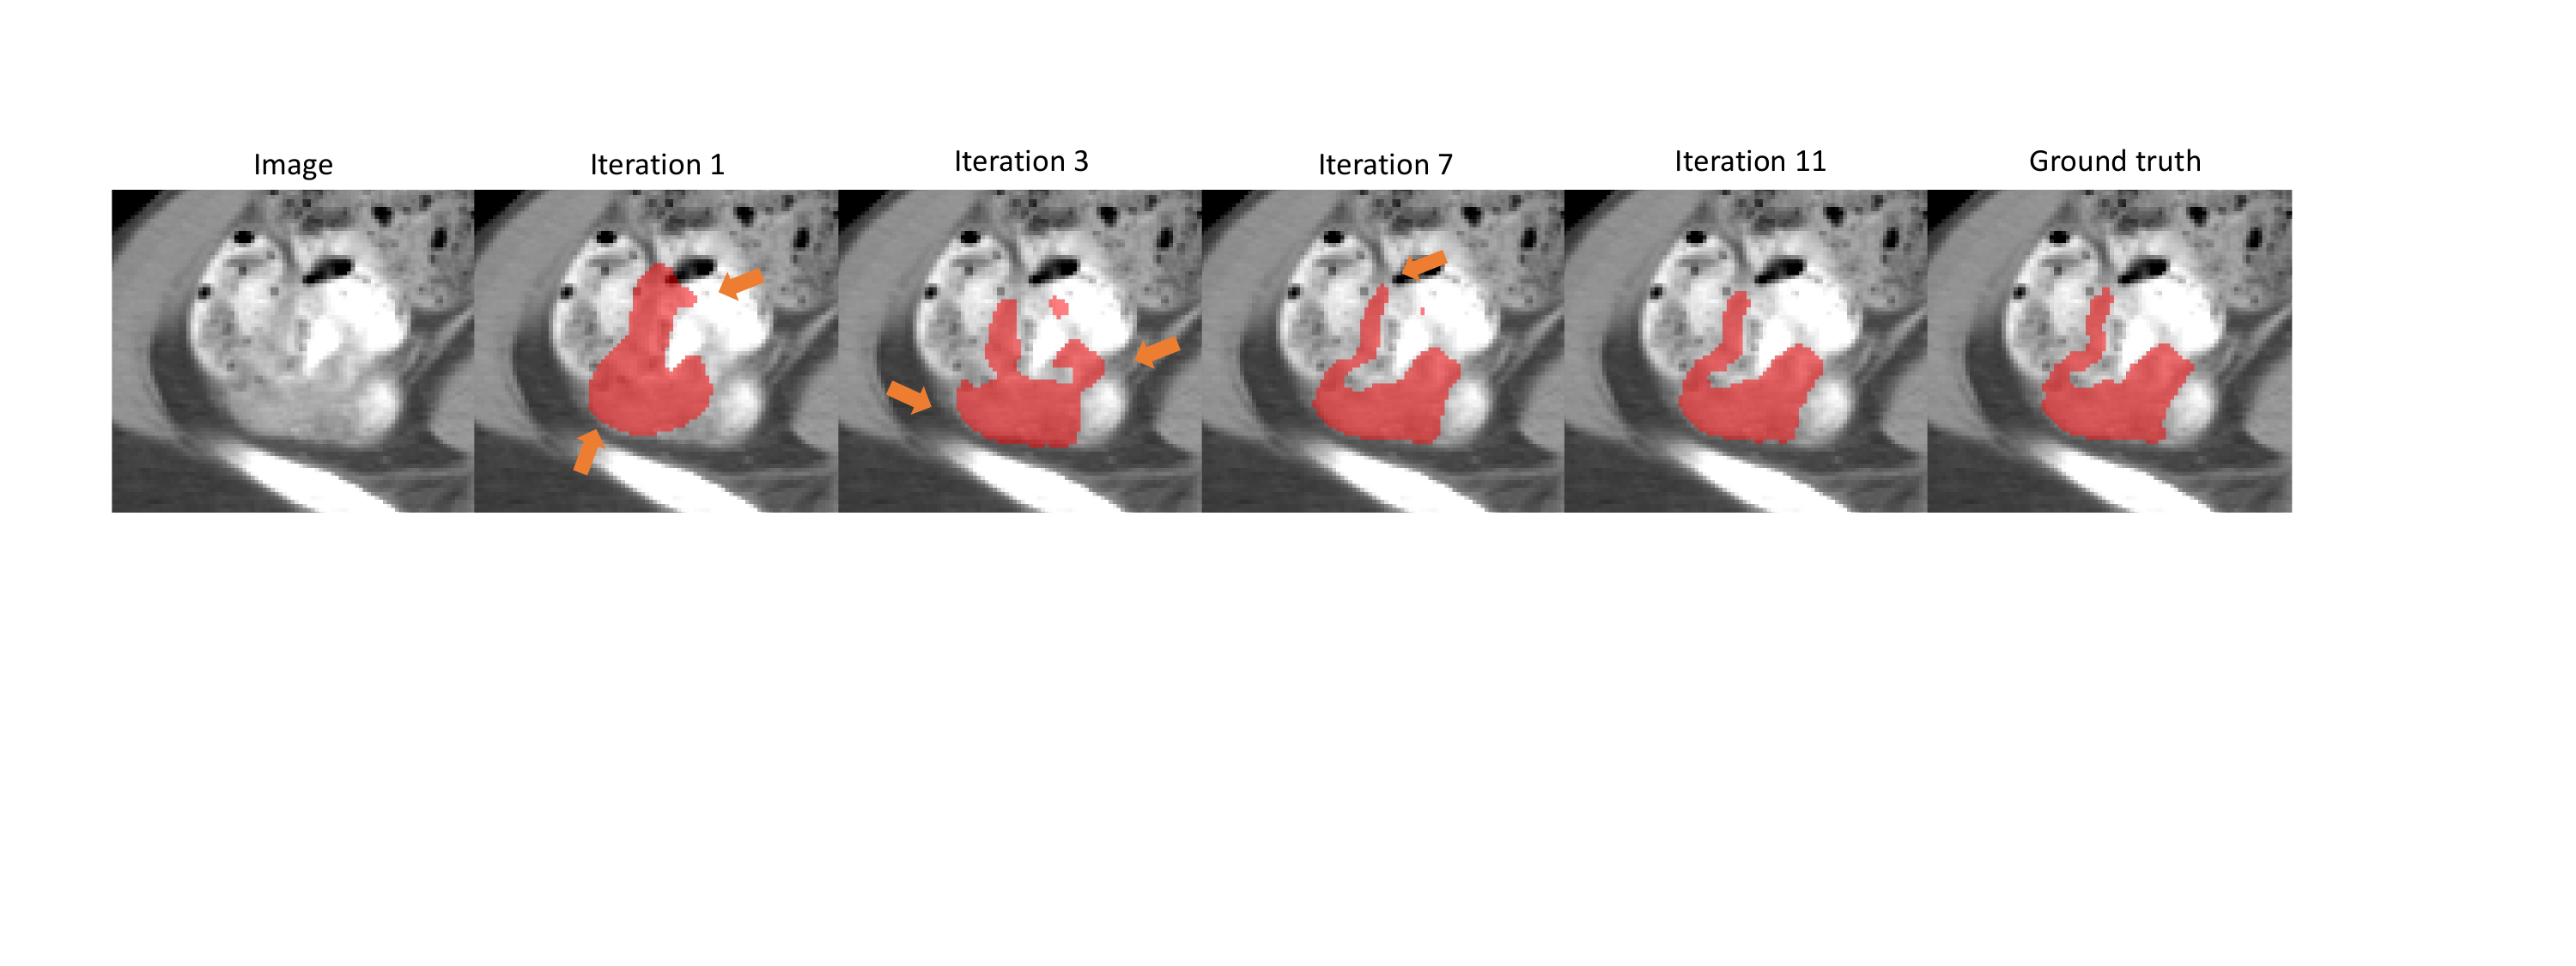 Image
Iteration 1
Iteration 3
Iteration 7
Iteration 11
Ground truth